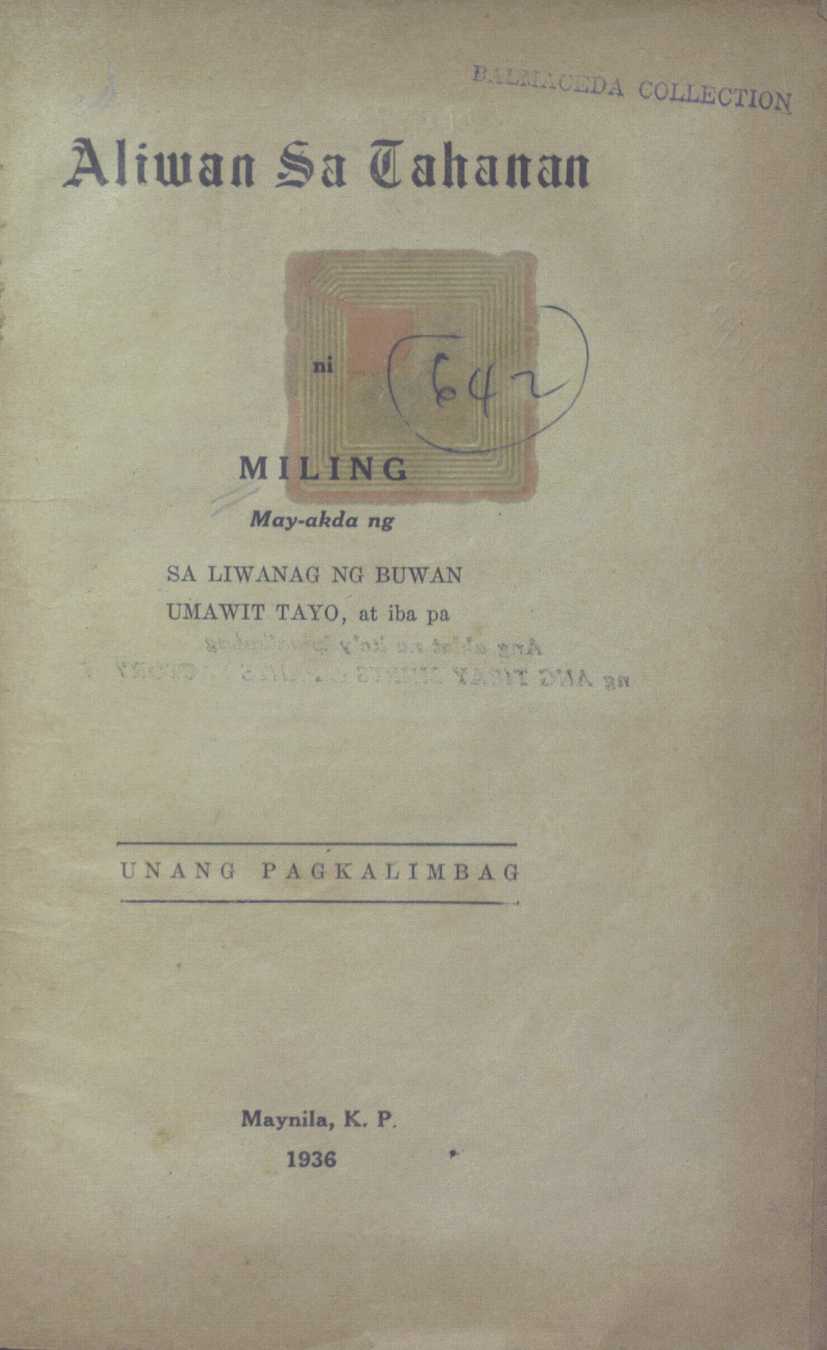 BALMACEDA COLLECTION
Aliwan Sa Tahanan
ni
642
MILING
May-akda ng
SA LIWANAG NG BUWAN
UMAWIT TAYO, at iba pa
UNANG PAGKALIMBAG
Maynila, K. P.
1936